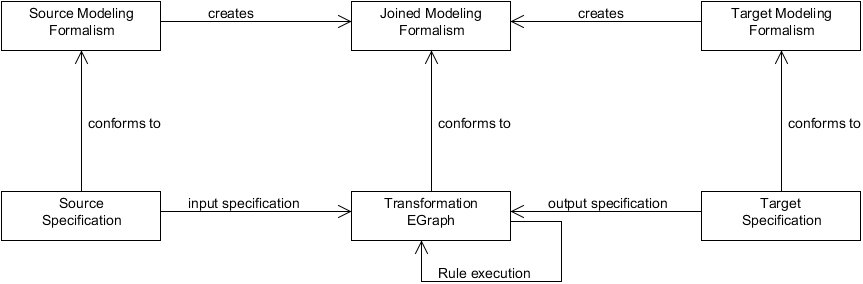 Source Modeling
Formalism
creates
Joined Modeling
Formalism
creates
Target Modeling
Formalism
conforms to
conforms to
conforms to
Source
Specification
input specification
Transformation
EGraph
output specification
Target
Specification
Rule execution